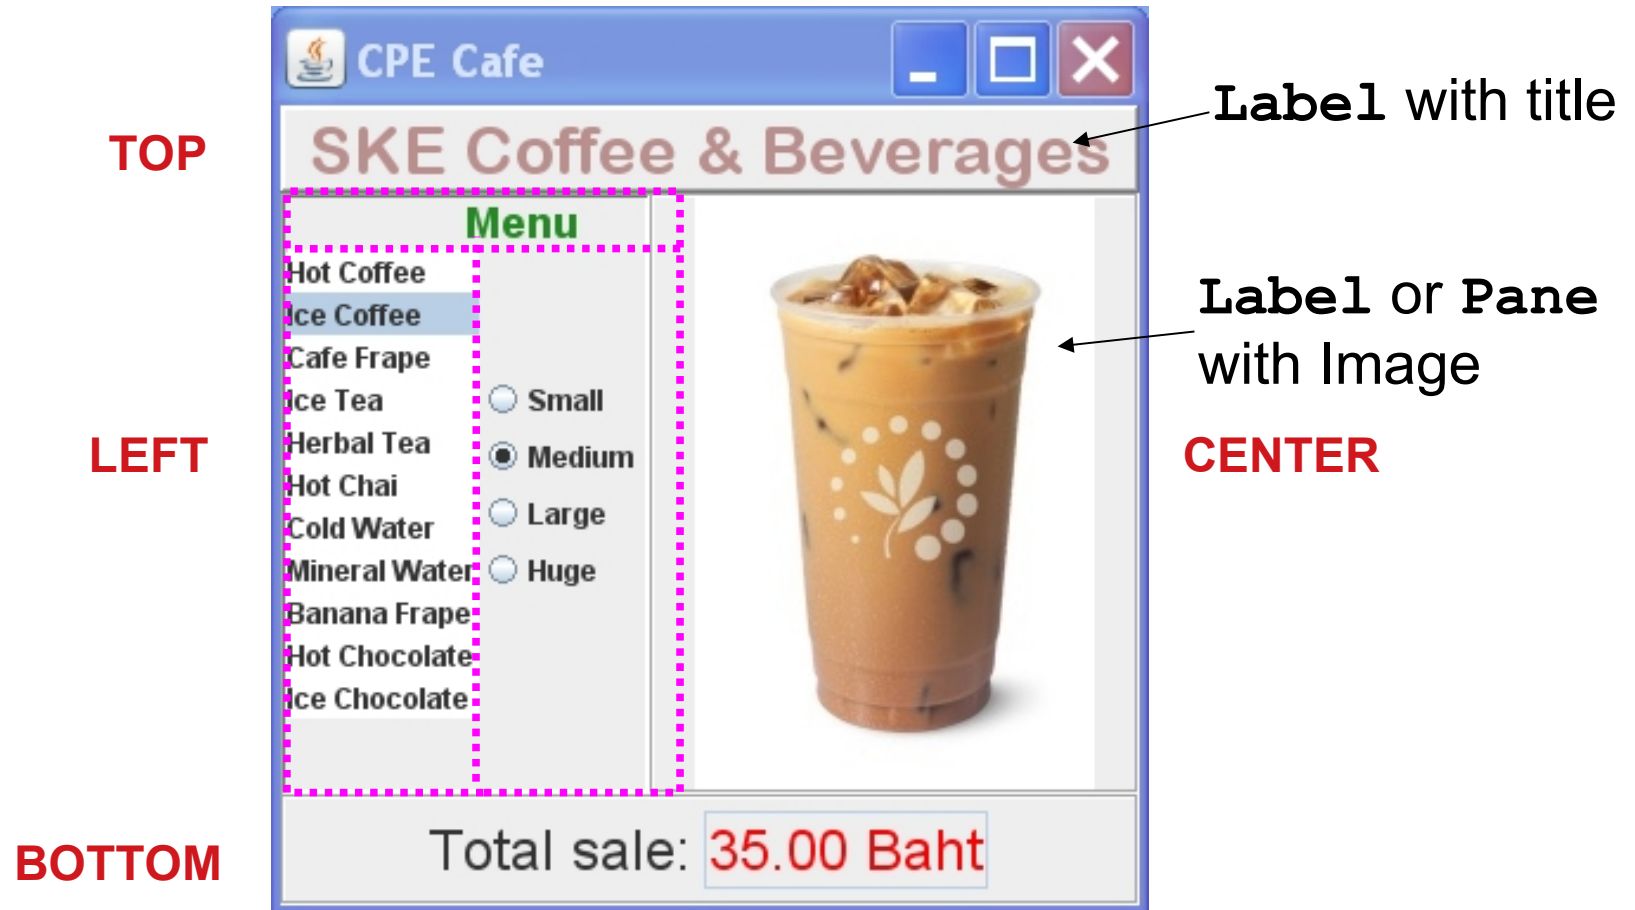 CPE Cafe
TOP
SKE Coffee & Beverages
Label with title
Menu
LEFT
Hot Coffee
Ice Coffee
Cafe Frape
Ice Tea
Herbal Tea
Hot Chai
Cold Water
Mineral Water
Banana Frape
Hot Chocolate
Ice Chocolate
Small
Medium
Large
Huge
Label or Pane
with Image
CENTER
BOTTOM
Total sale: 35.00 Baht